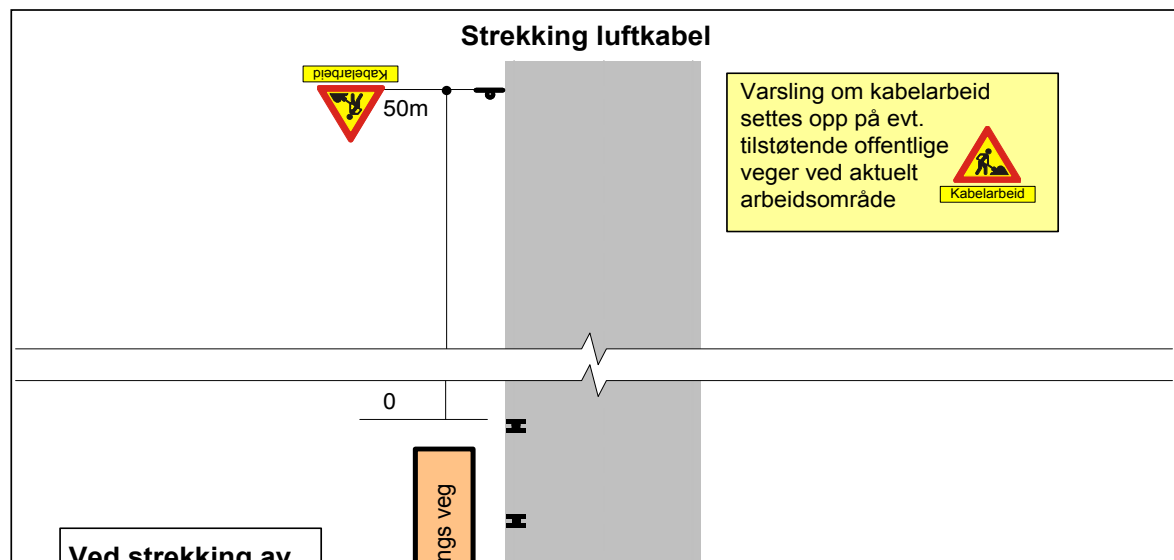 Strekking luftkabel
Kabelarbeid
50m
Varsling om kabelarbeid
settes opp på evt.
tilstøtende offentlige
veger ved aktuelt
arbeidsområde
Kabelarbeid
0
veg
Ved strekking av